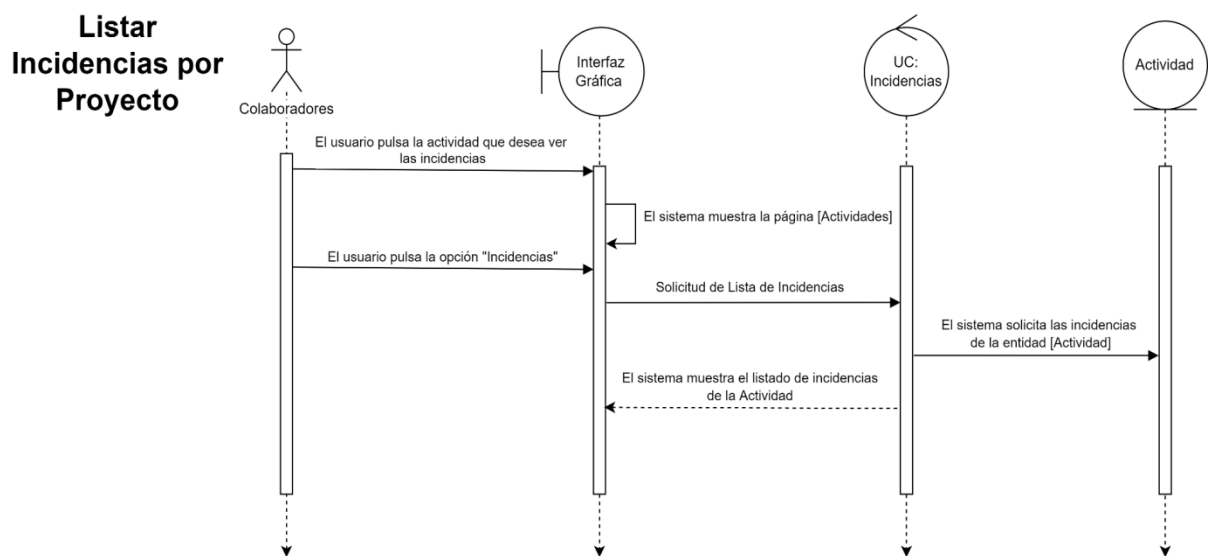 Listar
Incidencias por
Proyecto
Colaboradores
Interfaz
Gráfica
UC:
Incidencias
Actividad
El usuario pulsa la actividad que desea ver
las incidencias
El sistema muestra la página [Actividades]
El usuario pulsa la opción "Incidencias"
Solicitud de Lista de Incidencias
El sistema solicita las incidencias
de la entidad [Actividad]
El sistema muestra el listado de incidencias
de la Actividad